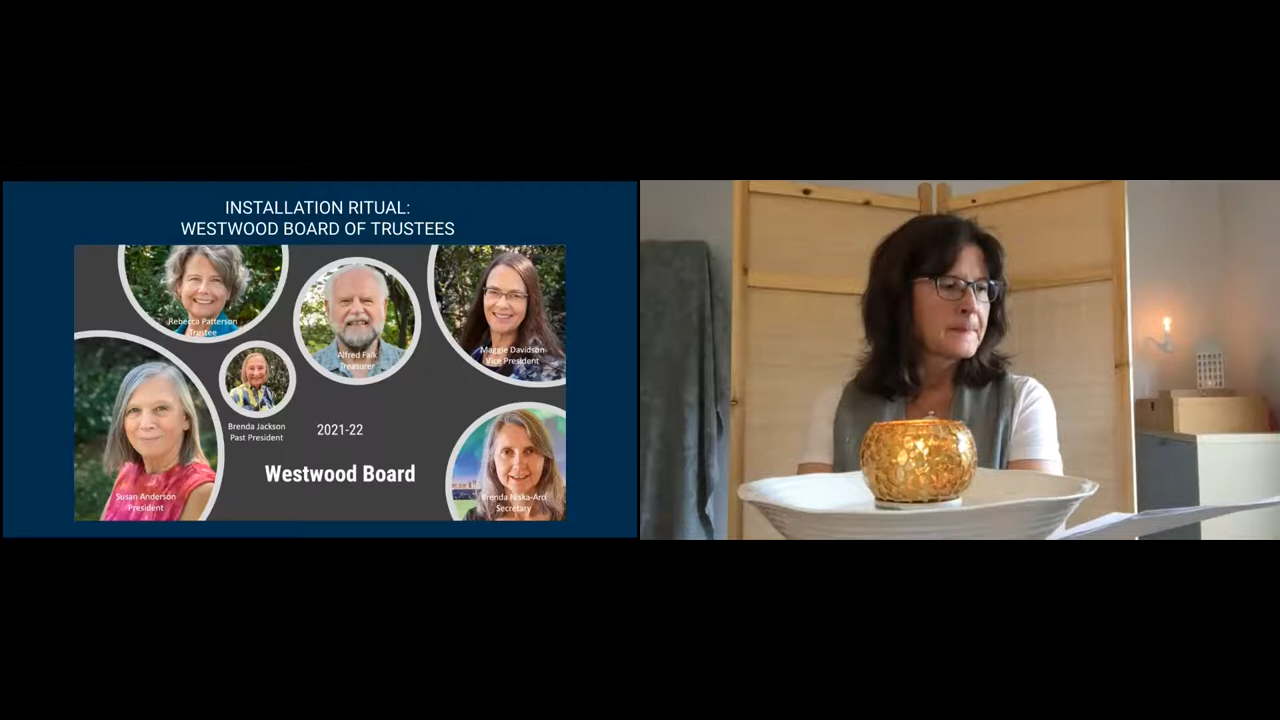 INSTALLATION RITUAL:
WESTWOOD BOARD OF TRUSTEES
Rebecca Patterson
Trustee
Alfred Falk
Treasurer
Maggie Davidson
Vice President
Brenda Jackson
Past President
2021-22
Westwood Board
Susan Anderson
President
Brenda Niska-Aro
Secretary